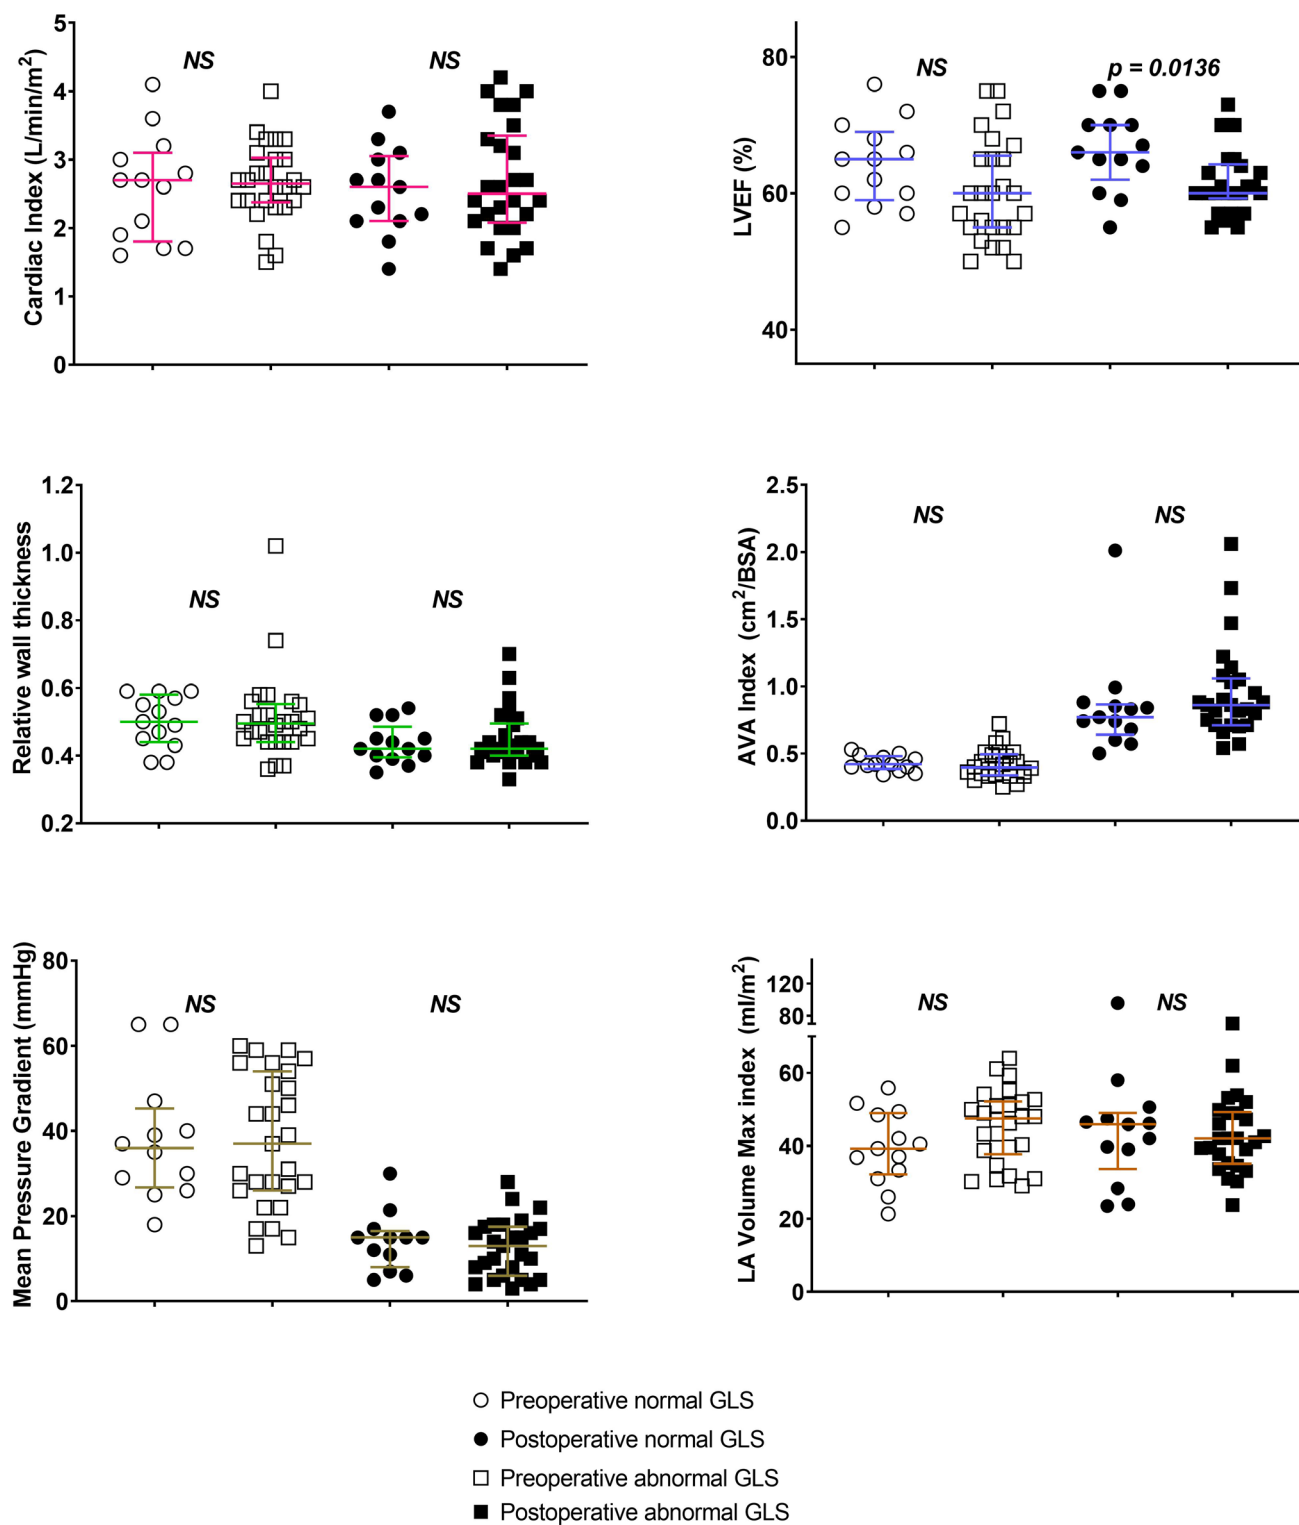 Cardiac Index (L/min/m²)
5
4
3
2
1
0
NS
NS
LVEF (%)
80
60
40
NS
p = 0.0136
Relative wall thickness
1.2
1.0
0.8
0.6
0.4
0.2
NS
NS
AVA Index (cm²/BSA)
2.5
2.0
1.5
1.0
0.5
0.0
NS
NS
Mean Pressure Gradient (mmHg)
80
60
40
20
0
NS
NS
LA Volume Max index (ml/m²)
120
80
60
40
20
0
NS
NS
Preoperative normal GLS
Postoperative normal GLS
Preoperative abnormal GLS
Postoperative abnormal GLS